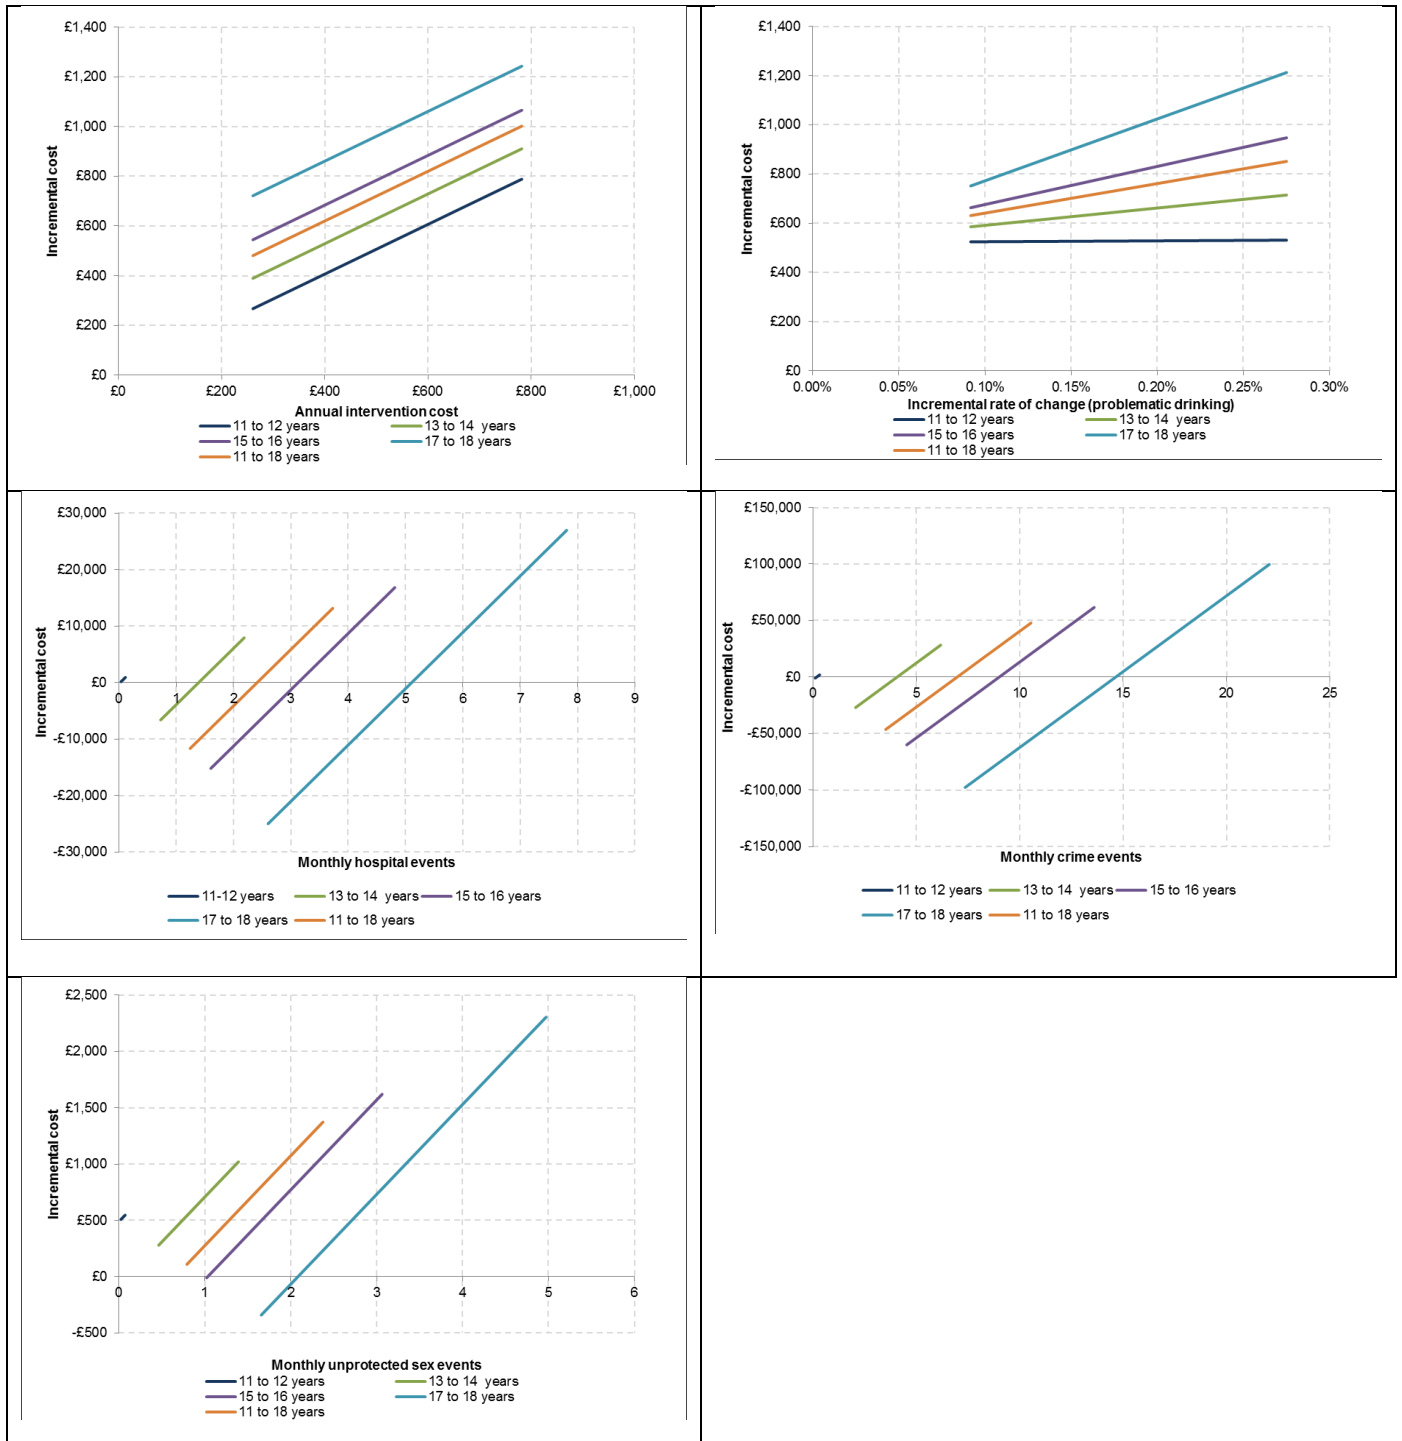 £1,400
£1,200
£1,000
£800
£600
£400
£200
£0
Incremental cost
£0 £200 £400 £600 £800 £1,000
Annual intervention cost
11 to 12 years 13 to 14 years
15 to 16 years 17 to 18 years
11 to 18 years
£1,400
£1,200
£1,000
£800
£600
£400
£200
£0
Incremental cost
0.00% 0.05% 0.10% 0.15% 0.20% 0.25% 0.30%
Incremental rate of change (problematic drinking)
11 to 12 years 13 to 14 years
15 to 16 years 17 to 18 years
11 to 18 years
£30,000
£20,000
£10,000
£0
-£10,000
-£20,000
-£30,000
Incremental cost
0 1 2 3 4 5 6 7 8 9
Monthly hospital events
11-12 years 13 to 14 years 15 to 16 years
17 to 18 years 11 to 18 years
£150,000
£100,000
£50,000
£0
-£50,000
-£100,000
-£150,000
Incremental cost
0 5 10 15 20 25
Monthly crime events
11 to 12 years 13 to 14 years 15 to 16 years
17 to 18 years 11 to 18 years
£2,500
£2,000
£1,500
£1,000
£500
£0
-£500
Incremental cost
0 1 2 3 4 5 6
Monthly unprotected sex events
11 to 12 years 13 to 14 years
15 to 16 years 17 to 18 years
11 to 18 years